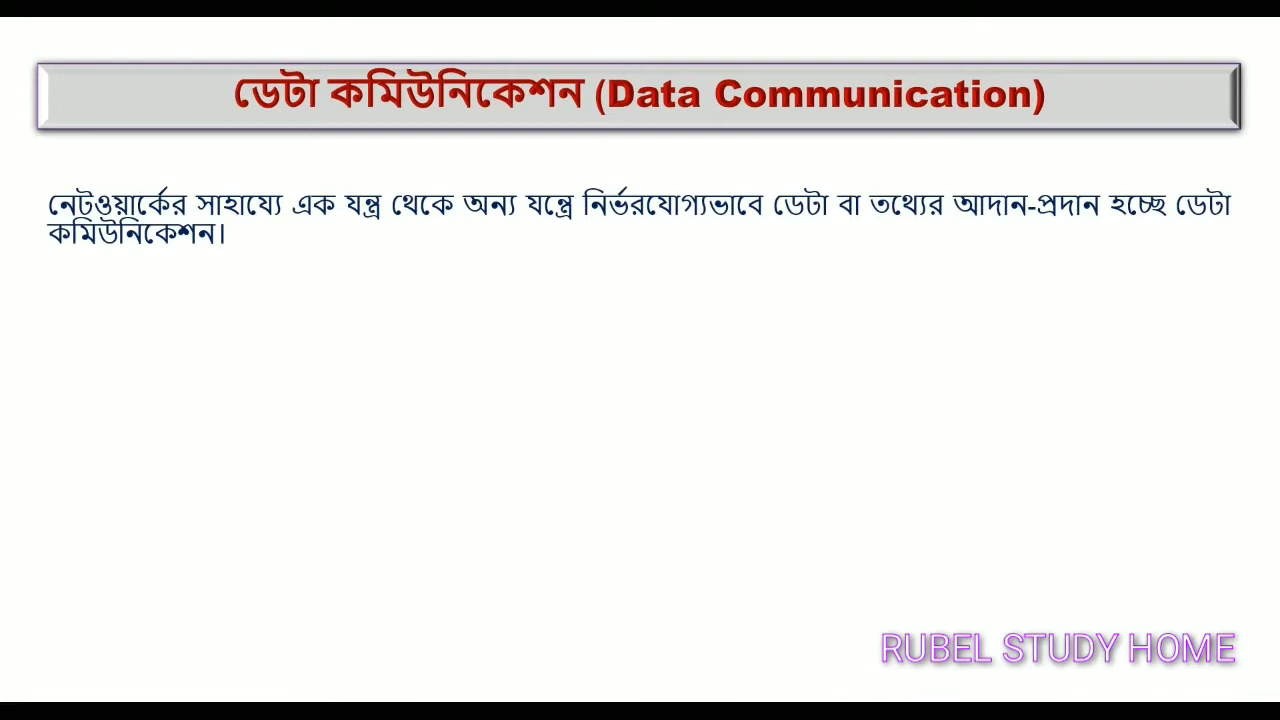 ডেটা কমিউনিকেশন (Data Communication)
নেটওয়ার্কের সাহায্যে এক যন্ত্র থেকে অন্য যন্ত্রে নির্ভরযোগ্যভাবে ডেটা বা তথ্যের আদান-প্রদান হচ্ছে ডেটা
কমিউনিকেশন।
RUBEL STUDY HOME